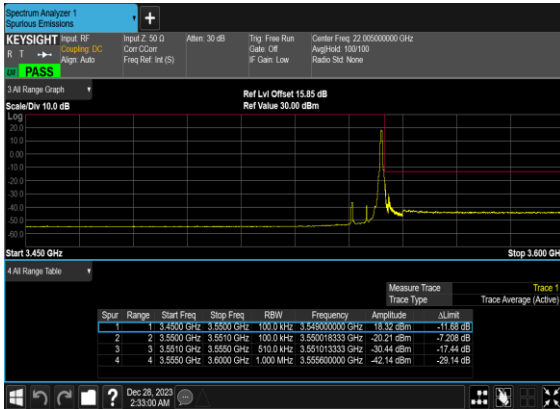 Spectrum Analyzer 1
Spurious Emissions
+
KEYSIGHT Input: RF Input Z: 50 Ω Atten: 30 dB Trig: Free Run Center Freq: 22.005000000 GHz
R T Coupling: DC Corr CCorr Gate: Off Avg|Hold: 100/100
Align: Auto Freq Ref: Int (S) IF Gain: Low Radio Std: None
PASS
3 All Range Graph
Ref Lvl Offset 15.85 dB
Scale/Div 10.0 dB Ref Value 30.00 dBm
Log
20.0
10.0
0.00
-10.0
-20.0
-30.0
-40.0
-50.0
-60.0
Start 3.450 GHz Stop 3.600 GH
4 All Range Table
Measure Trace Trace 1
Trace Type Trace Average (Active)
Spur Range Start Freq Stop Freq RBW Frequency Amplitude ΔLimit
1 1 3.4500 GHz 3.5500 GHz 100.0 kHz 3.549000000 GHz 18.32 dBm -11.68 dB
2 2 3.5500 GHz 3.5510 GHz 100.0 kHz 3.550018333 GHz -20.21 dBm -7.208 dB
3 3 3.5510 GHz 3.5550 GHz 510.0 kHz 3.551013333 GHz -30.44 dBm -17.44 dB
4 4 3.5550 GHz 3.6000 GHz 1.000 MHz 3.555600000 GHz -42.14 dBm -29.14 dB
?
Dec 28, 2023
2:33:00 AM